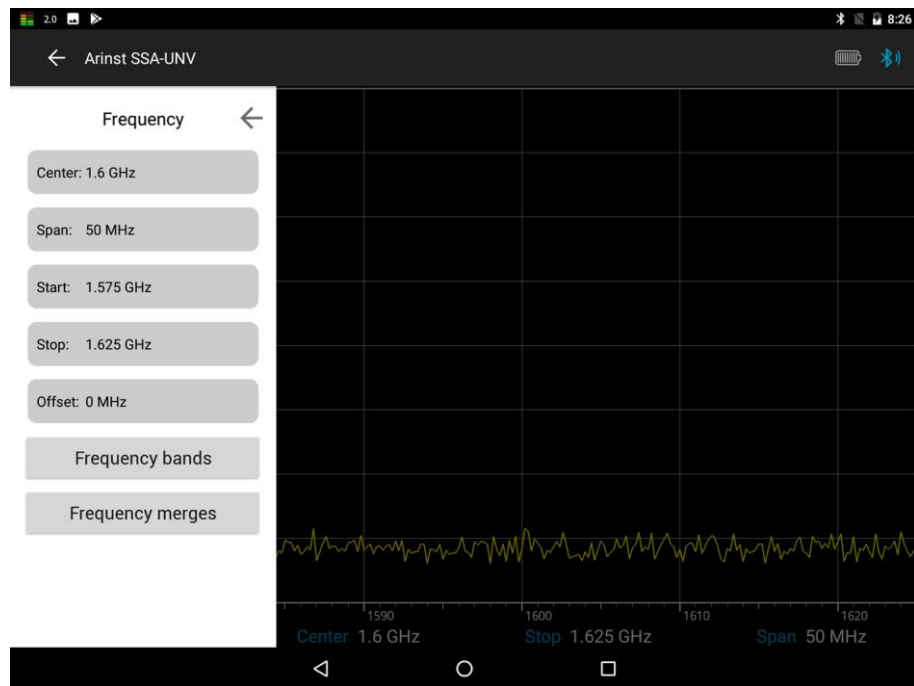 2.0
8:26
Arinst SSA-UNV
Frequency
Center: 1.6 GHz
Span: 50 MHz
Start: 1.575 GHz
Stop: 1.625 GHz
Offset: 0 MHz
Frequency bands
Frequency merges
1590 1600 1610 1620
Center 1.6 GHz Stop 1.625 GHz Span 50 MHz